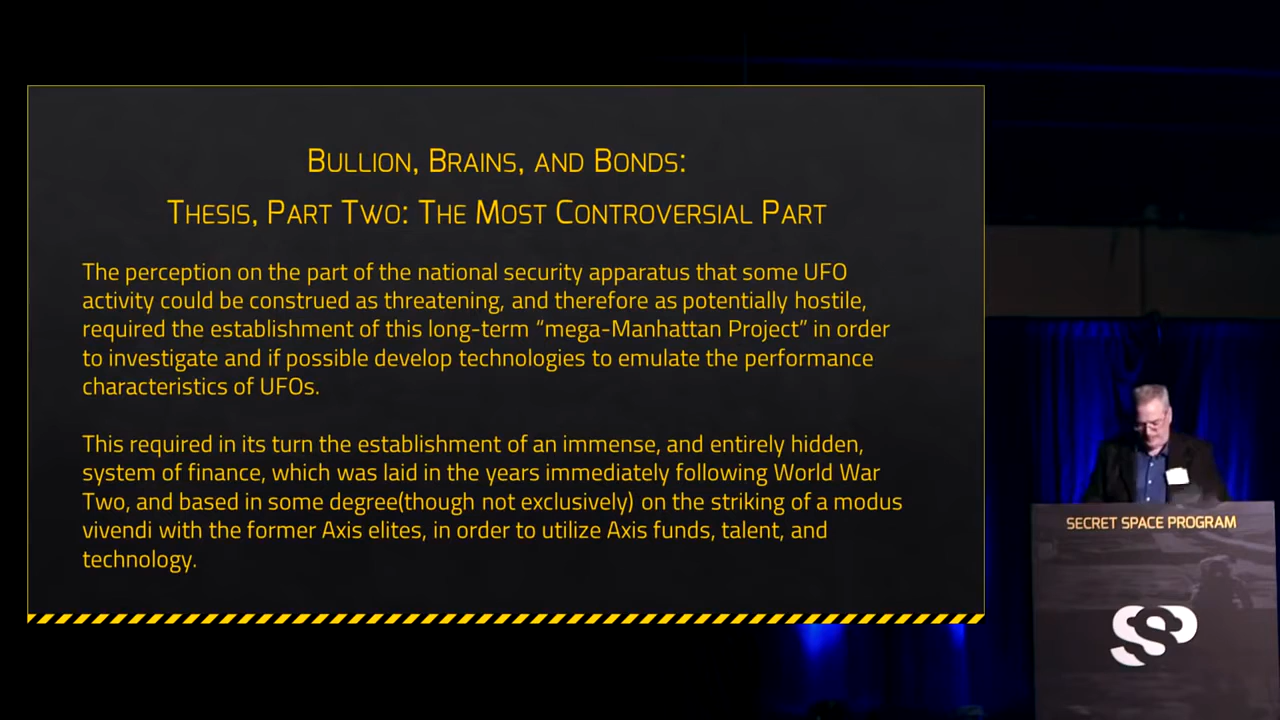 Bullion, Brains, and Bonds:
Thesis, Part Two: The Most Controversial Part
The perception on the part of the national security apparatus that some UFO
activity could be construed as threatening, and therefore as potentially hostile,
required the establishment of this long-term “mega-Manhattan Project” in order
to investigate and if possible develop technologies to emulate the performance
characteristics of UFOs.
This required in its turn the establishment of an immense, and entirely hidden,
system of finance, which was laid in the years immediately following World War
Two, and based in some degree(though not exclusively) on the striking of a modus
vivendi with the former Axis elites, in order to utilize Axis funds, talent, and
technology.
SECRET SPACE PROGRAM
SSP